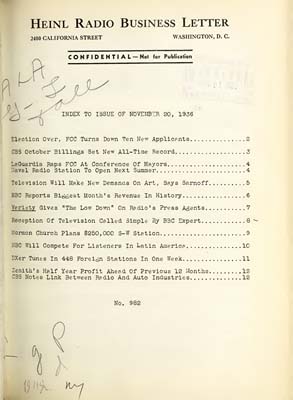 HEINL RADIO BUSINESS LETTER
2400 CALIFORNIA STREET WASHINGTON, D. C.
CONFIDENTIAL—Not for Publication
INDEX TO ISSUE OF NOVEMBER 20, 1936
Election Over, FCC Turns Down Ten New Applicants..............2
CBS October Billings Set New All-Time Record..................3
LaGuardia Raps FCC At Conference Of Mayors....................4
Naval Radio Station To Open Next Summer.......................4
Television Will Make New Demands On Art, Says Sarnoff.........5
NBC Reports Biggest Month's Revenue In History................6
Variety Gives "The Low Down" On Radio's Press Agents..........7
Reception Of Television Called Simple By BBC Expert...........8
Mormon Church Plans $250,000 S-W Station......................9
NBC Will Compete For Listeners In Latin America...............10
DXer Tunes In 448 Foreign Stations In One Week................11
Zenith's Half Year Profit Ahead Of Previous 12 Months.........12
CBS Notes Link Between Radio And Auto Industries..............12
No. 982